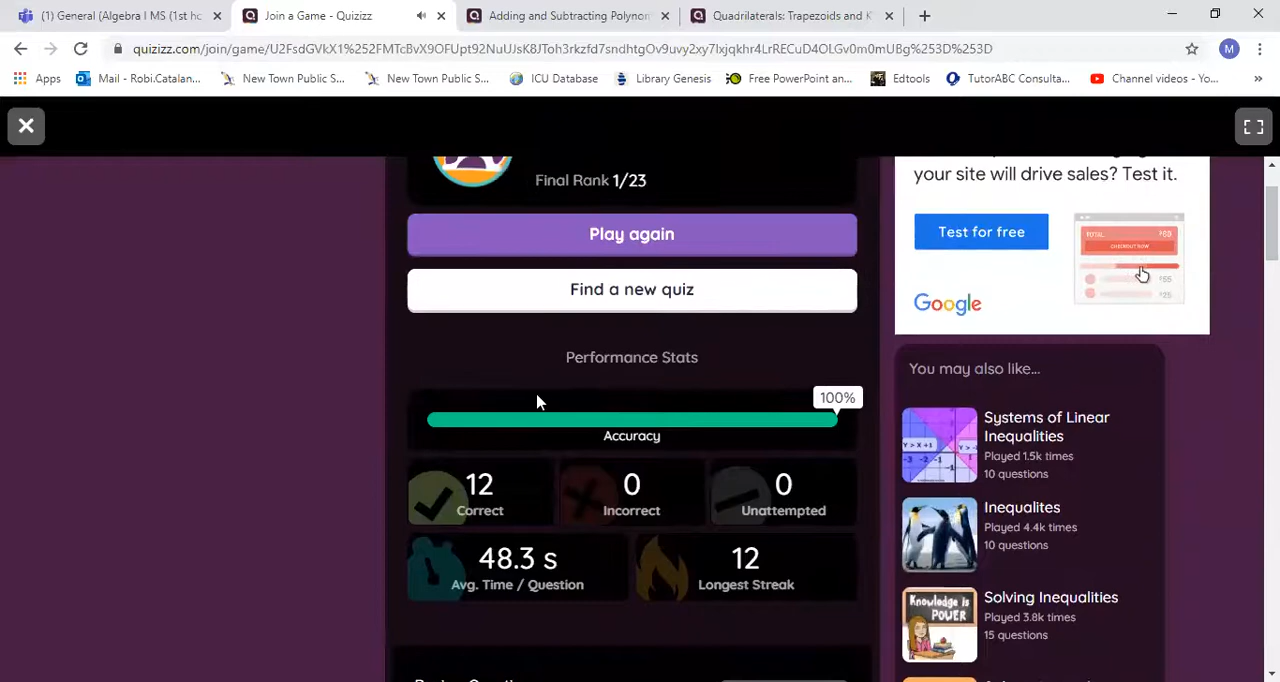 (1) General (Algebra I MS (1st ho
Join a Game - Quizizz
Adding and Subtracting Polynom
Quadrilaterals: Trapezoids and K
quizizz.com/join/game/U2FsdGVkX1%252FMTcBvX9OFUpt92NuUJsK8JToh3rkzfd7sndhtgOv9uvy2xy7lxjqkhr4LrRECuD4OLGv0m0mUBg%253D%253D
M
Apps
Mail - Robi.Catalan...
New Town Public S...
New Town Public S...
ICU Database
Library Genesis
Free PowerPoint an...
Edtools
TutorABC Consulta...
Channel videos - Yo...
»
Final Rank 1/23
Play again
Find a new quiz
Performance Stats
100%
Accuracy
12
Correct
0
Incorrect
0
Unattempted
48.3 s
Avg. Time / Question
12
Longest Streak
your site will drive sales? Test it.
Test for free
TOTAL
CHECKOUT NOW
Google
You may also like...
Systems of Linear
Inequalities
Played 1.5k times
10 questions
Inequalites
Played 4.4k times
10 questions
Knowledge is
POWER
Solving Inequalities
Played 3.8k times
15 questions